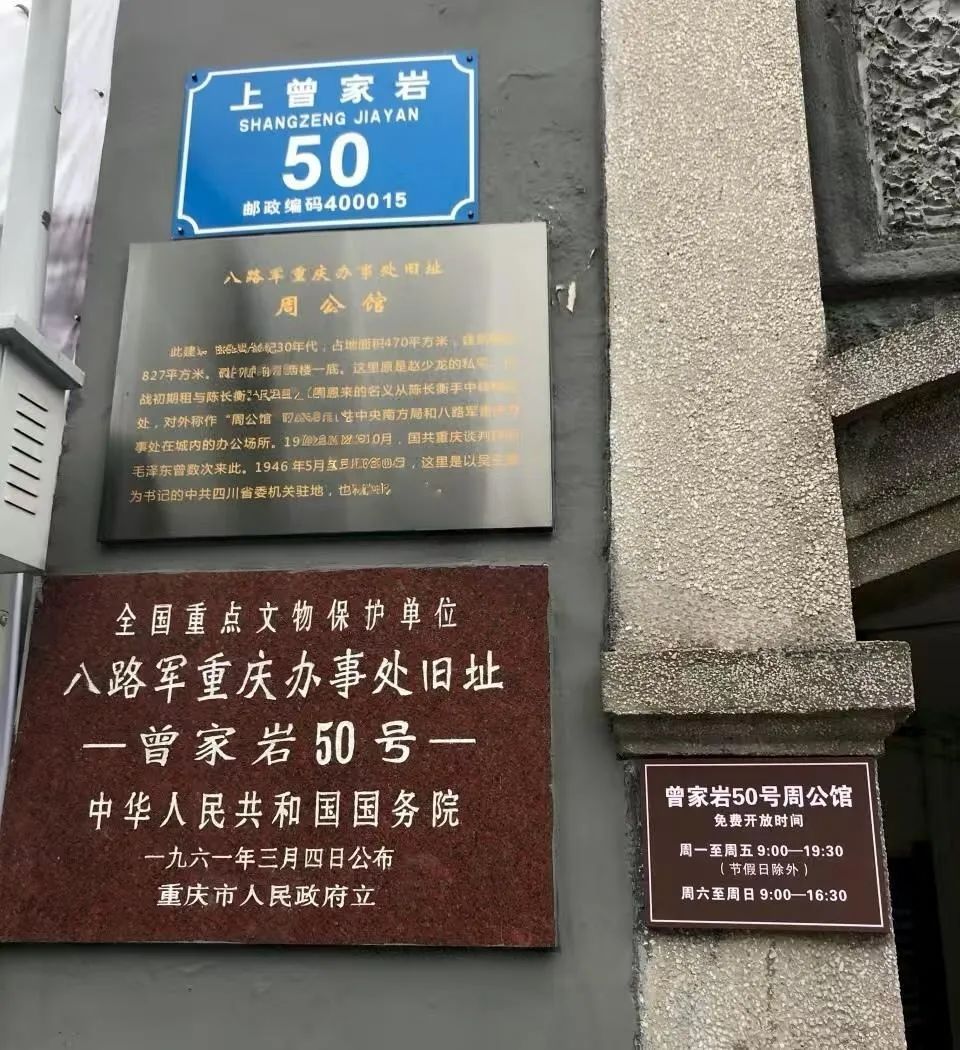 上曾家岩
SHANGZENG JIAYAN
50
邮政编码400015
八路军重庆办事处旧址
周公馆
此建 纪30年代，占地面积470平方米，
827平方米。 楼一底。这里原是赵少龙的私
战初期租与陈长衡 周恩来的名义从陈长衡手中
处，对外称作“周公馆 中央南方局和八路军重庆办
事处在城内的办公场所。19 0月，国共重庆谈判
毛泽东曾数次来此。1946年5月 ，这里是以吴
为书记的中共四川省委机关驻地，也
全国重点文物保护单位
八路军重庆办事处旧址
—曾家岩50号—
中华人民共和国国务院
一九六一年三月四日公布
重庆市人民政府立
曾家岩50号周公馆
免费开放时间
周一至周五 9:00—19:30
（节假日除外）
周六至周日 9:00—16:30